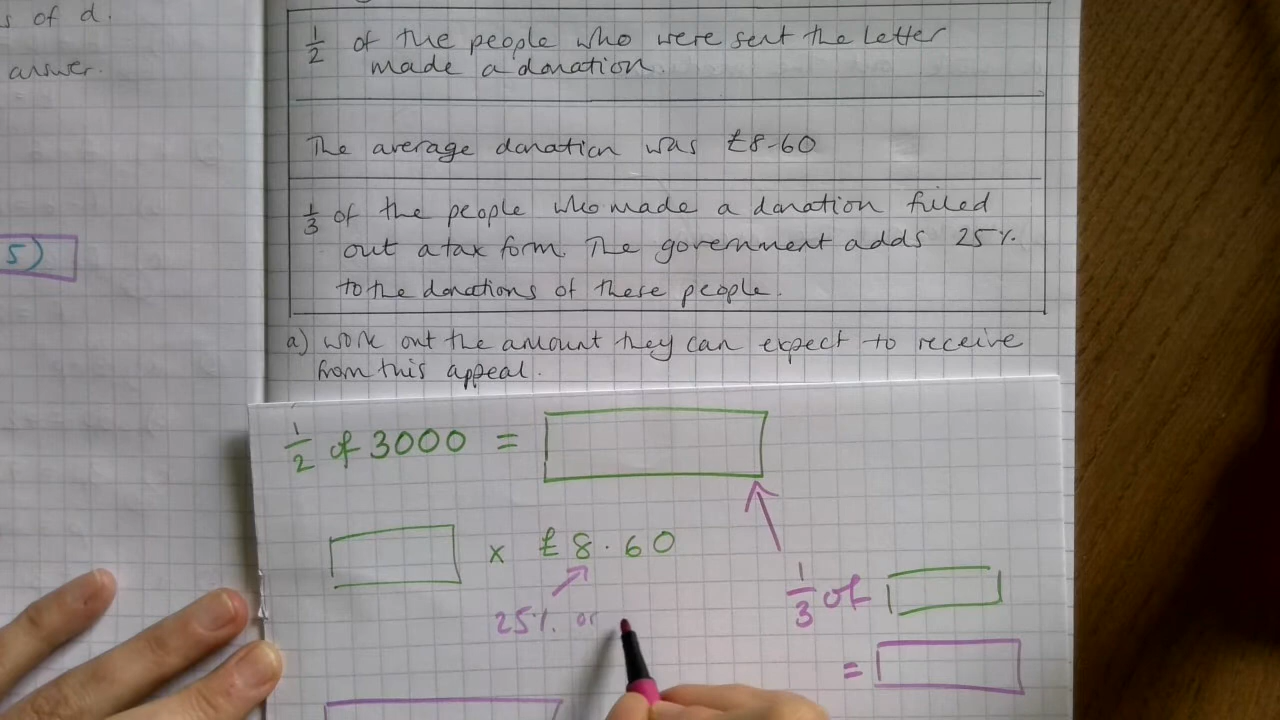 s of d.
answer.
5)
1/2 of the people who were sent the letter
made a donation.
The average donation was £8.60
1/3 of the people who made a donation filled
out a tax form. The government adds 25%
to the donations of these people.
a) work out the amount they can expect to receive
from this appeal.
1/2 of 3000 =
x £8.60
25% or
1/3 of
=